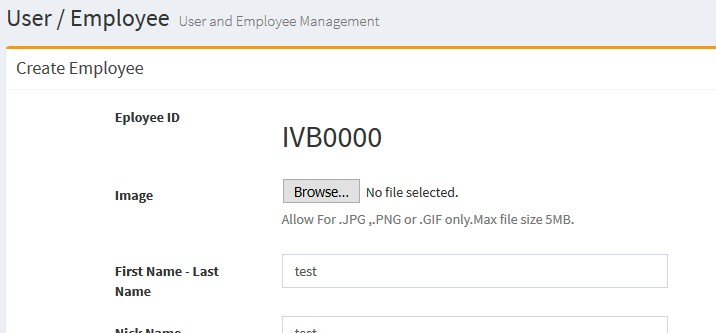 User / Employee User and Employee Management
Create Employee
Eployee ID
IVB0000
Image
Browse... No file selected.
Allow For .JPG ,.PNG or .GIF only.Max file size 5MB.
First Name - Last
Name
test
Nick Name
test